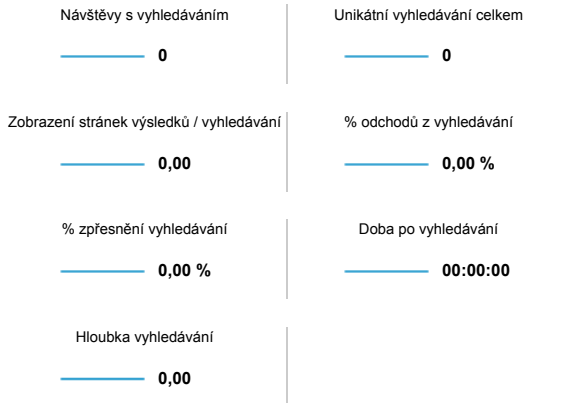 Návštěvy s vyhledáváním
0
Unikátní vyhledávání celkem
0
Zobrazení stránek výsledků / vyhledávání
0,00
% odchodů z vyhledávání
0,00 %
% zpřesnění vyhledávání
0,00 %
Doba po vyhledávání
00:00:00
Hloubka vyhledávání
0,00